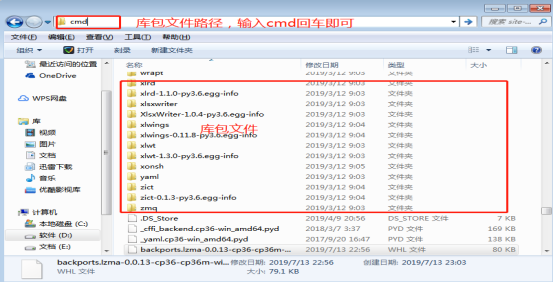 cmd 库包文件路径，输入cmd回车即可 搜索 site-...
文件(F) 编辑(E) 查看(V) 工具(T) 帮助(H)
组织 打开 刻录 新建文件夹
名称 修改日期 类型 大小
最近访问的位置 wrapt 2019/3/12 9:03 文件夹
OneDrive xlrd 2019/3/12 9:03 文件夹
xlrd-1.1.0-py3.6.egg-info 2019/3/12 9:03 文件夹
WPS网盘 xlsxwriter 2019/3/12 9:03 文件夹
XlsxWriter-1.0.4-py3.6.egg-info 2019/3/12 9:03 文件夹
库 xlwings 2019/3/12 9:04 文件夹
视频 xlwings-0.11.8-py3.6.egg-info 库包文件 2019/3/12 9:04 文件夹
图片 xlwt 2019/3/12 9:03 文件夹
文档 xlwt-1.3.0-py3.6.egg-info 2019/3/12 9:03 文件夹
迅雷下载 xonsh 2019/3/12 9:03 文件夹
音乐 yaml 2019/3/12 9:03 文件夹
优酷影视库 zict 2019/3/12 9:04 文件夹
zict-0.1.3-py3.6.egg-info 2019/3/12 9:04 文件夹
计算机 zmq 2019/3/12 9:03 文件夹
本地磁盘 (C:) .DS_Store 2019/4/9 20:56 DS_STORE 文件 7 KB
软件 (D:) _cffi_backend.cp36-win_amd64.pyd 2018/3/7 3:37 PYD 文件 169 KB
文档 (E:) _yaml.cp36-win_amd64.pyd 2017/9/20 16:47 PYD 文件 138 KB
backports.lzma-0.0.13-cp36-cp36m-... 2019/7/13 22:56 WHL 文件 80 KB
backports.lzma-0.0.13-cp36-cp36m-wi... 修改日期: 2019/7/13 22:56 创建日期: 2019/7/13 23:03
WHL 文件 大小: 79.1 KB